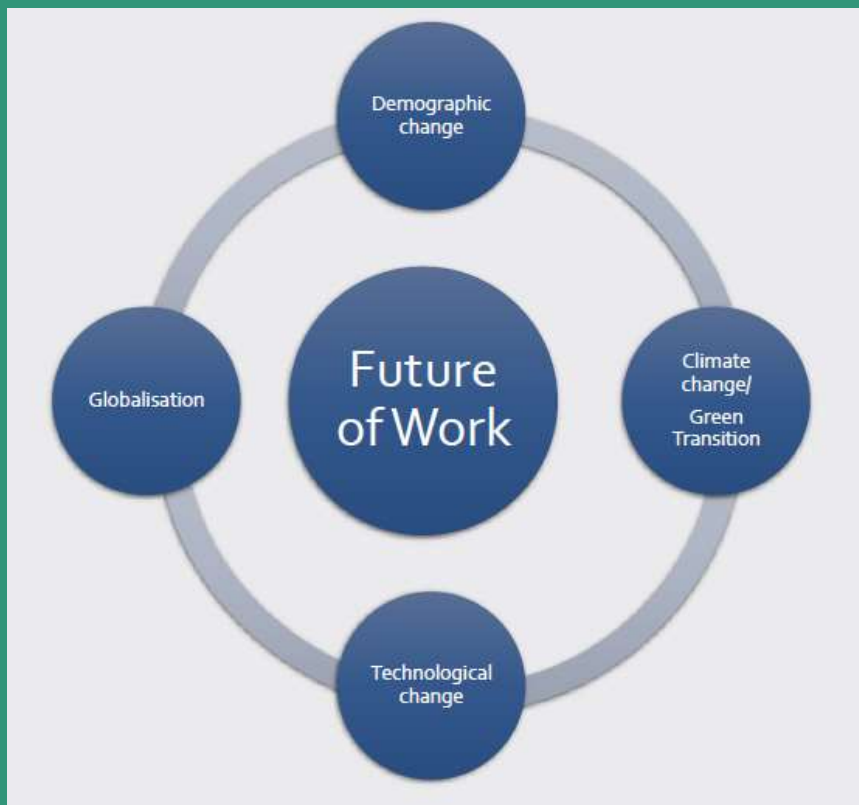 Demographic
change
Globalisation
Future
of Work
Climate
change/
Green
Transition
Technological
change